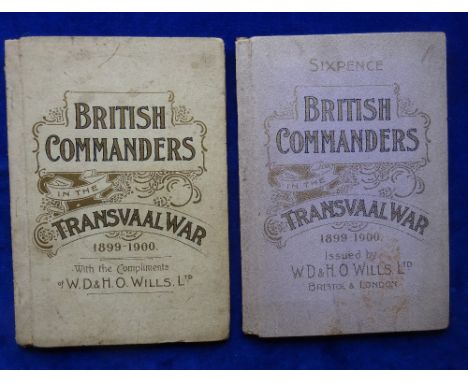 BRITISH
COMMANDERS
IN THE
TRANSVAAL WAR
1899-1900.
With the Compliments
of W.D. & H.O. WILLS. LTD
SIXPENCE
BRITISH
COMMANDERS
IN THE
TRANSVAAL WAR
1899-1900.
Issued by
W.D. & H.O. WILLS. LTD
BRISTOL & LONDON